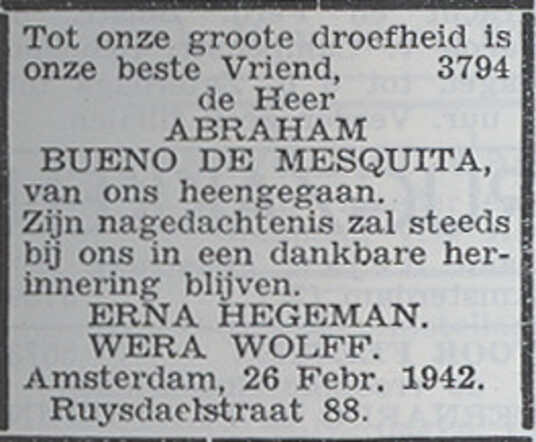 Tot onze groote droefheid is
onze beste Vriend, 3794
de Heer
ABRAHAM
BUENO DE MESQUITA,
van ons heengegaan.
Zijn nagedachtenis zal steeds
bij ons in een dankbare her-
innering blijven.
ERNA HEGEMAN.
WERA WOLFF.
Amsterdam, 26 Febr. 1942.
Ruysdaelstraat 88.